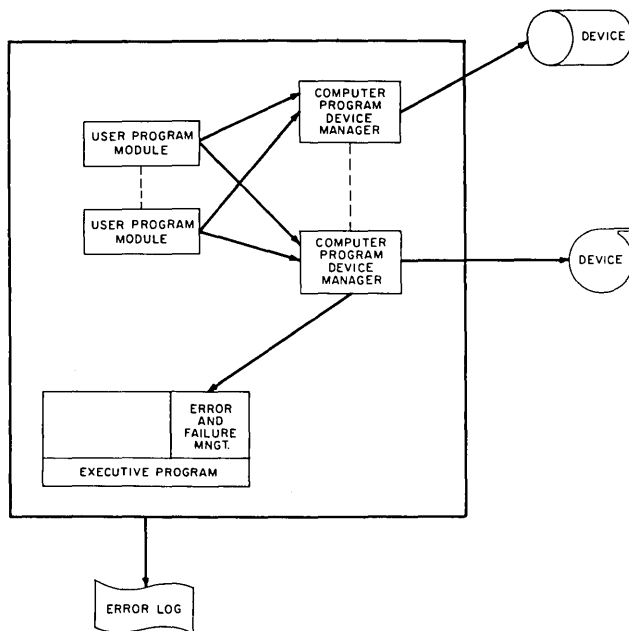 DEVICE
COMPUTER
PROGRAM
DEVICE
MANAGER
USER PROGRAM
MODULE
USER PROGRAM
MODULE
COMPUTER
PROGRAM
DEVICE
MANAGER
DEVICE
ERROR
AND
FAILURE
MNGT.
EXECUTIVE PROGRAM
ERROR LOG